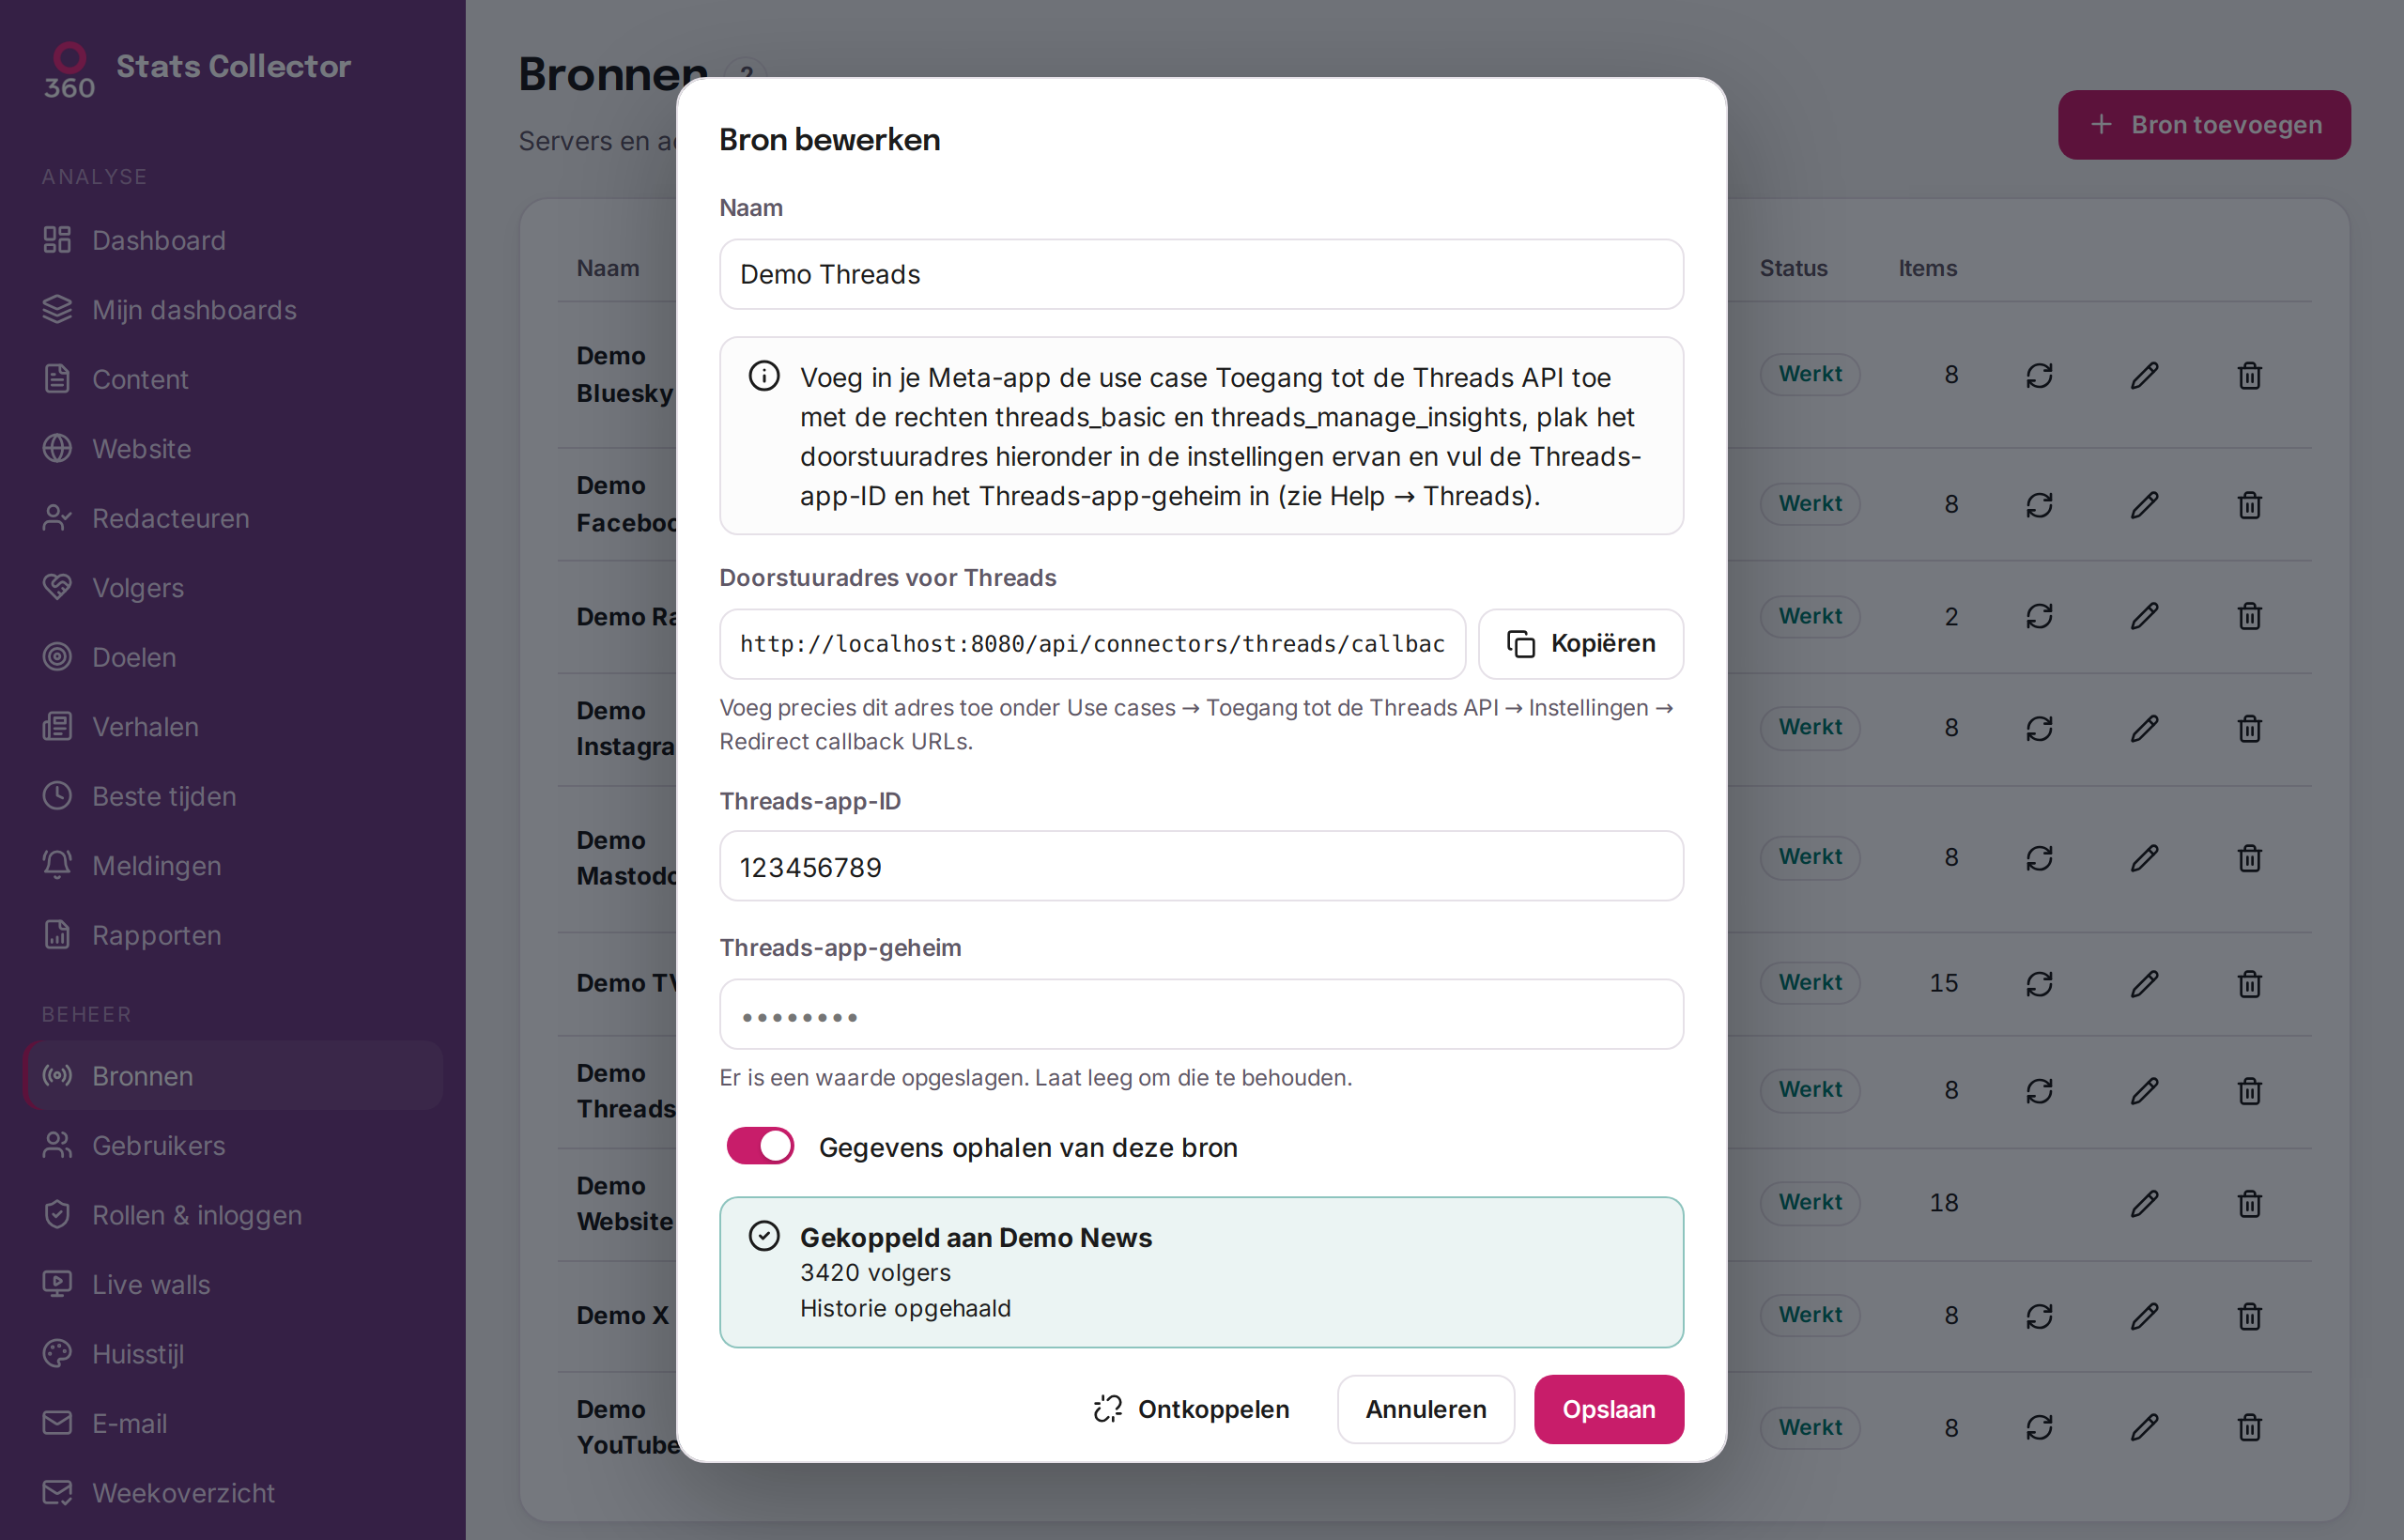 360
Stats Collector
ANALYSE
Dashboard
Mijn dashboards
Content
Website
Redacteuren
Volgers
Doelen
Verhalen
Beste tijden
Meldingen
Rapporten
BEHEER
Bronnen
Gebruikers
Rollen & inloggen
Live walls
Huisstijl
E-mail
Weekoverzicht
Bronnen
Servers en
Bron toevoegen
Naam
Status
Items
Demo
Bluesky
Werkt
8
Demo
Werkt
8
Demo
Werkt
2
Demo
Werkt
8
Demo
Werkt
8
Demo
Werkt
15
Demo
Threads
Werkt
8
Demo
Website
Werkt
18
Demo X
Werkt
8
Demo
YouTube
Werkt
8
Bron bewerken
Naam
Demo Threads
Voeg in je Meta-app de use case Toegang tot de Threads API toe
met de rechten threads_basic en threads_manage_insights, plak het
doorstuuradres hieronder in de instellingen ervan en vul de Threads-
app-ID en het Threads-app-geheim in (zie Help → Threads).
Doorstuuradres voor Threads
http://localhost:8080/api/connectors/threads/callbac
Kopiëren
Voeg precies dit adres toe onder Use cases → Toegang tot de Threads API → Instellingen →
Redirect callback URLs.
Threads-app-ID
123456789
Threads-app-geheim
••••••••
Er is een waarde opgeslagen. Laat leeg om die te behouden.
Gegevens ophalen van deze bron
Gekoppeld aan Demo News
3420 volgers
Historie opgehaald
Ontkoppelen
Annuleren
Opslaan